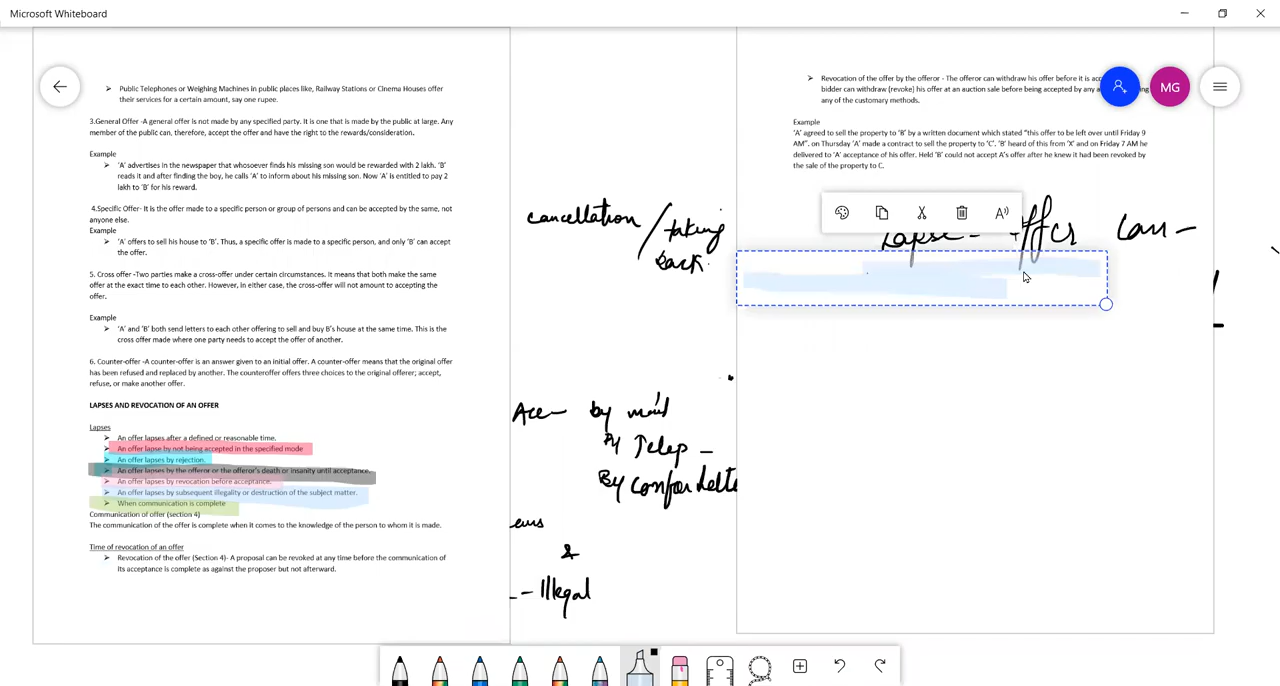 Microsoft Whiteboard
➢ Public Telephones or Weighing Machines in public places like, Railway Stations or Cinema Houses offer
their services for a certain amount, say one rupee.
3.General Offer -A general offer is not made by any specified party. It is one that is made by the public at large. Any
member of the public can, therefore, accept the offer and have the right to the rewards/consideration.
Example
➢ 'A' advertises in the newspaper that whosoever finds his missing son would be rewarded with 2 lakh. 'B'
reads it and after finding the boy, he calls 'A' to inform about his missing son. Now 'A' is entitled to pay 2
lakh to 'B' for his reward.
4.Specific Offer- It is the offer made to a specific person or group of persons and can be accepted by the same, not
anyone else.
Example
➢ 'A' offers to sell his house to 'B'. Thus, a specific offer is made to a specific person, and only 'B' can accept
the offer.
5. Cross offer -Two parties make a cross-offer under certain circumstances. It means that both make the same
offer at the exact time to each other. However, in either case, the cross-offer will not amount to accepting the
offer.
Example
➢ 'A' and 'B' both send letters to each other offering to sell and buy B's house at the same time. This is the
cross offer made where one party needs to accept the offer of another.
6. Counter-offer -A counter-offer is an answer given to an initial offer. A counter-offer means that the original offer
has been refused and replaced by another. The counteroffer offers three choices to the original offerer; accept,
refuse, or make another offer.
LAPSES AND REVOCATION OF AN OFFER
Lapses
➢ An offer lapses after a defined or reasonable time.
➢ An offer lapse by not being accepted in the specified mode
➢ An offer lapses by rejection.
➢ An offer lapses by the offeror or the offeror's death or insanity until acceptance.
➢ An offer lapses by revocation before acceptance.
➢ An offer lapses by subsequent illegality or destruction of the subject matter.
➢ When communication is complete
Communication of offer (section 4)
The communication of the offer is complete when it comes to the knowledge of the person to whom it is made.
Time of revocation of an offer
➢ Revocation of the offer (Section 4)- A proposal can be revoked at any time before the communication of
its acceptance is complete as against the proposer but not afterward.
cancellation / taking
back.
Ace- by mail
By Telep -
- Illegal
&
➢ Revocation of the offer by the offeror - The offeror can withdraw his offer before it is
bidder can withdraw (revoke) his offer at an auction sale before being accepted by any
any of the customary methods.
MG
Example
'A' agreed to sell the property to 'B' by a written document which stated "this offer to be left over until Friday 9
AM". on Thursday 'A' made a contract to sell the property to 'C'. 'B' heard of this from 'X' and on Friday 7 AM he
delivered to 'A' acceptance of his offer. Held 'B' could not accept A's offer after he knew it had been revoked by
the sale of the property to C.
Lapse - offer can -